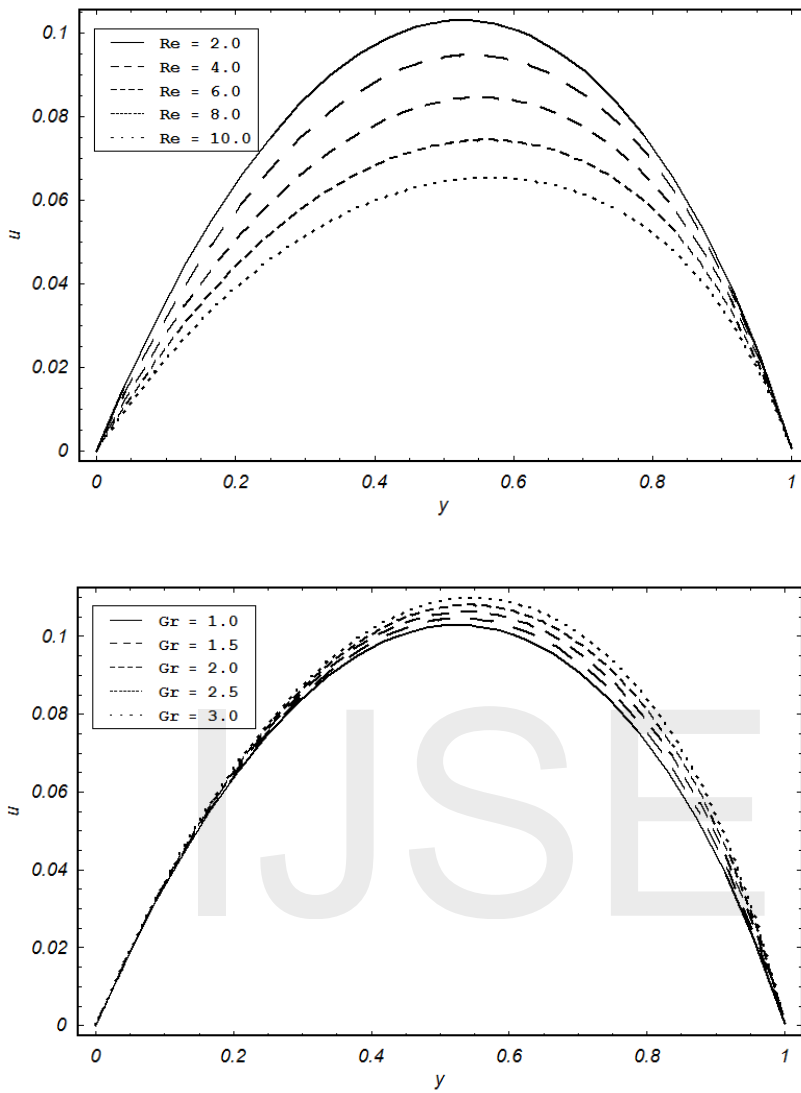 0.1
Re = 2.0
Re = 4.0
Re = 6.0
Re = 8.0
Re = 10.0
0.08
0.06
u
0.04
0.02
0
0 0.2 0.4 0.6 0.8 1
y
Gr = 1.0
Gr = 1.5
Gr = 2.0
Gr = 2.5
Gr = 3.0
0.1
0.08
0.06
u
0.04
0.02
0
IJSE
0 0.2 0.4 0.6 0.8 1
y